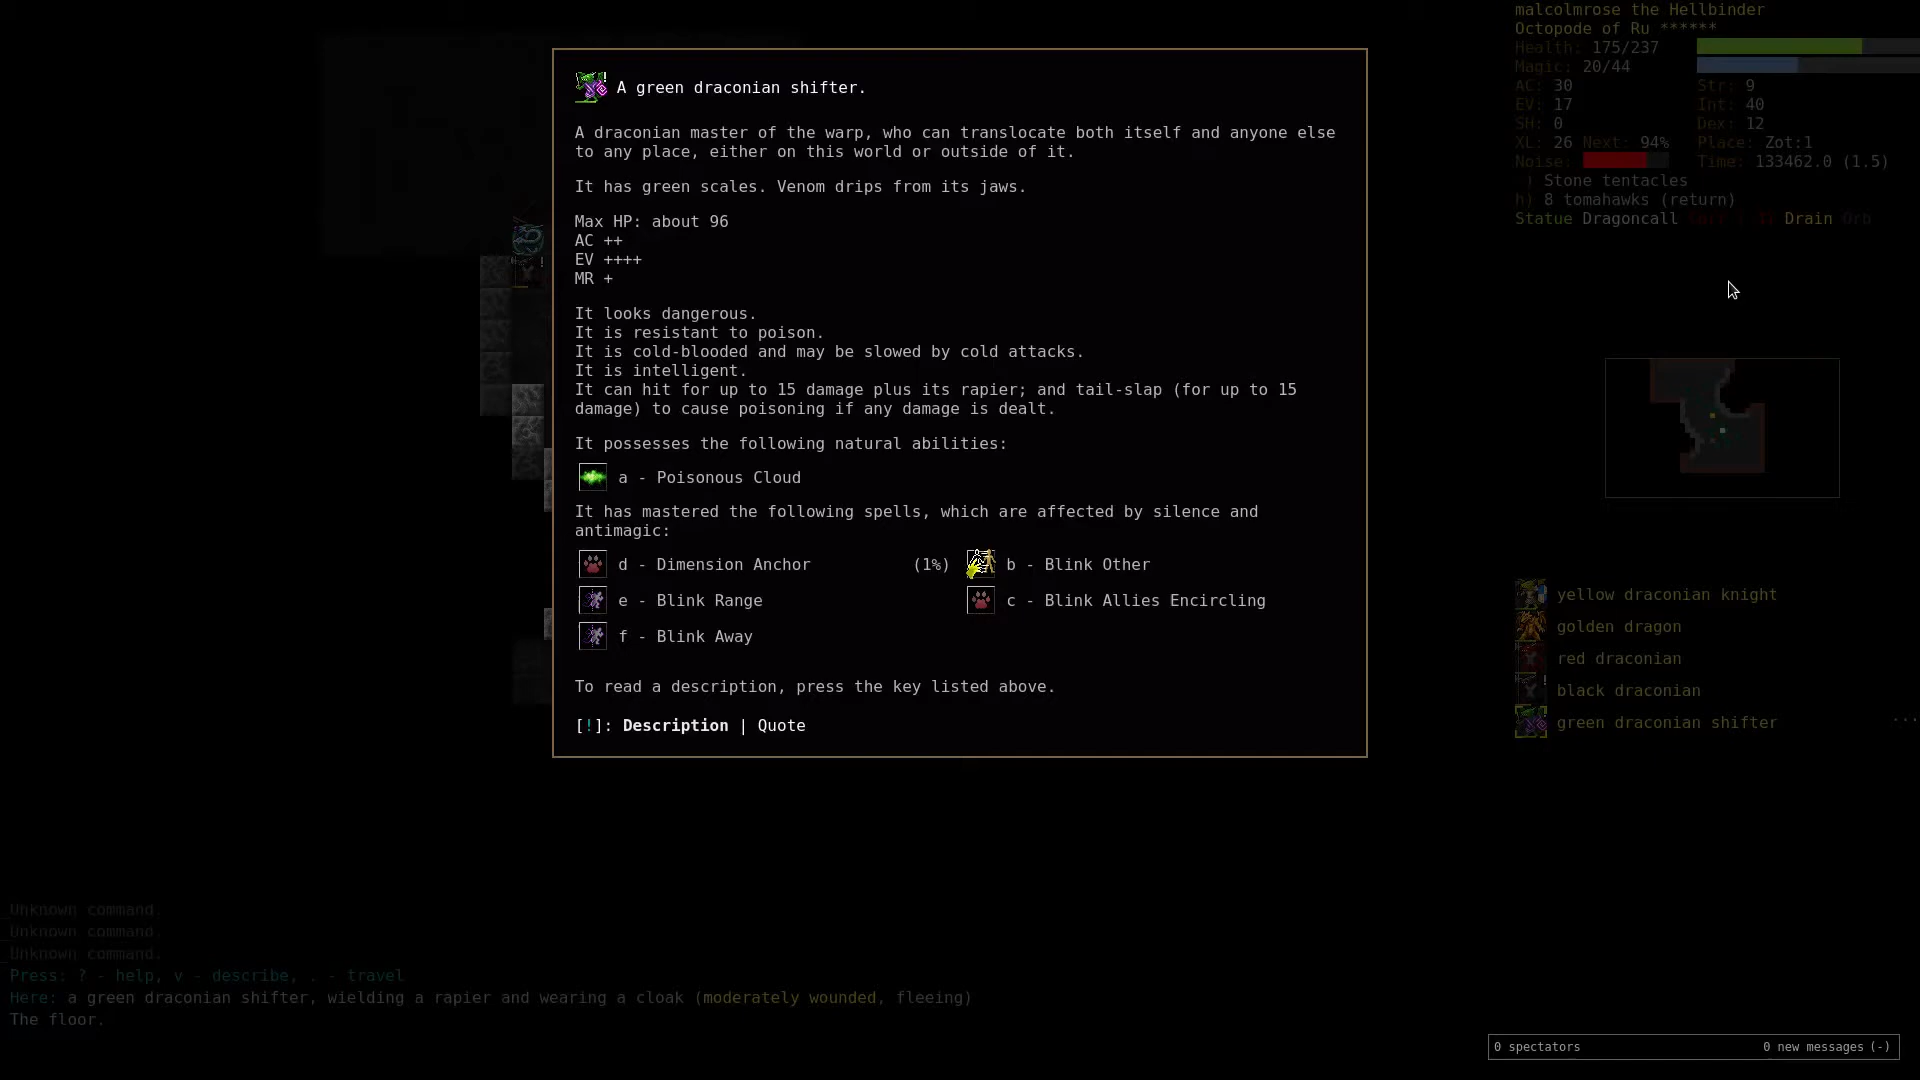 malcolmrose the Hellbinder
Octopode of Ru ******
Health: 175/237
Magic: 20/44
AC: 30 Str: 9
EV: 17 Int: 40
SH: 0 Dex: 12
XL: 26 Next: 94% Place: Zot:1
Noise: Time: 133462.0 (1.5)
) Stone tentacles
h) 8 tomahawks (return)
Statue Dragoncall Drain Orb
A green draconian shifter.
A draconian master of the warp, who can translocate both itself and anyone else
to any place, either on this world or outside of it.
It has green scales. Venom drips from its jaws.
Max HP: about 96
AC ++
EV ++++
MR +
It looks dangerous.
It is resistant to poison.
It is cold-blooded and may be slowed by cold attacks.
It is intelligent.
It can hit for up to 15 damage plus its rapier; and tail-slap (for up to 15
damage) to cause poisoning if any damage is dealt.
It possesses the following natural abilities:
a - Poisonous Cloud
It has mastered the following spells, which are affected by silence and
antimagic:
d - Dimension Anchor (1%) b - Blink Other
e - Blink Range c - Blink Allies Encircling
f - Blink Away
To read a description, press the key listed above.
[!]: Description | Quote
yellow draconian knight
golden dragon
red draconian
black draconian
green draconian shifter ...
_Unknown command.
_Unknown command.
_Unknown command.
Press: ? - help, v - describe, . - travel
Here: a green draconian shifter, wielding a rapier and wearing a cloak (moderately wounded, fleeing)
The floor.
0 spectators 0 new messages (-)